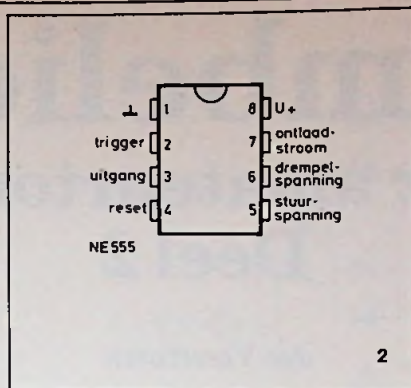 ⊥ 1
trigger 2
uitgang 3
reset 4
8 U+
7 ontlaad-
stroom
6 drempel-
spanning
5 stuur-
spanning
NE555
2